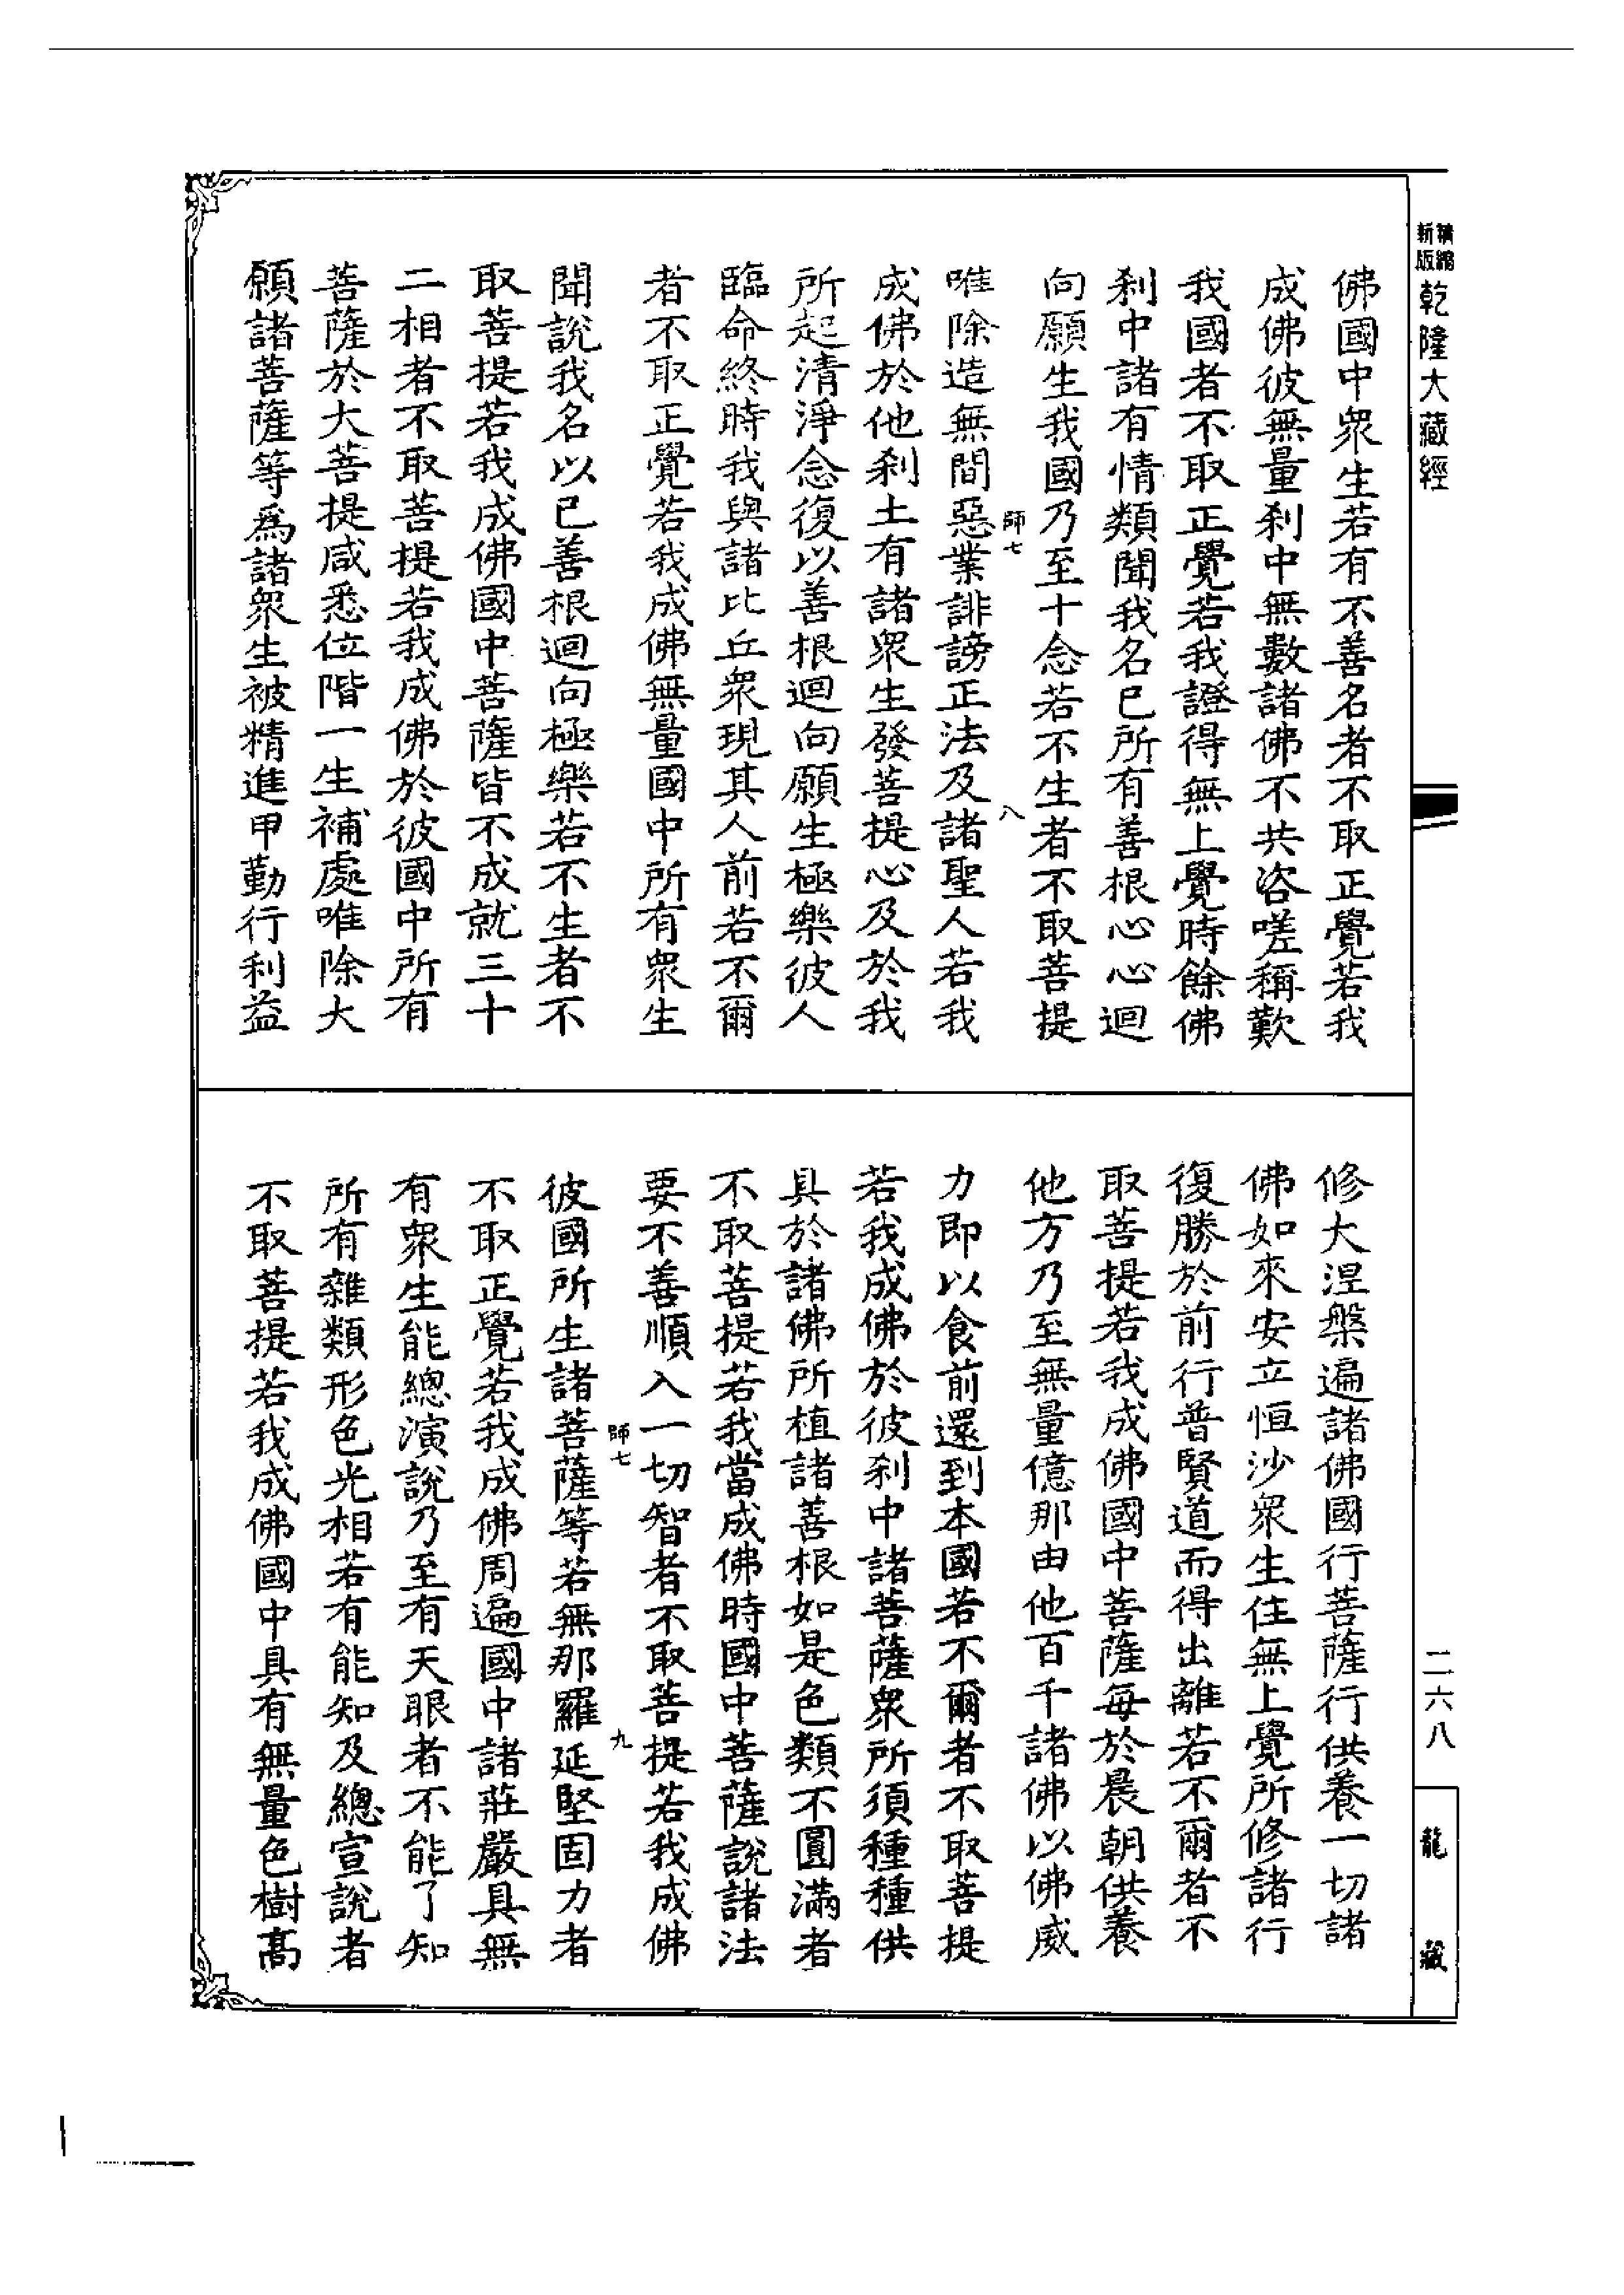 新版精縮乾隆大藏經
佛國中衆生若有不善名者不取正覺若我
成佛彼無量刹中無數諸佛不共咨嗟稱歎
我國者不取正覺若我證得無上覺時餘佛
刹中諸有情類聞我名已所有善根心心迴
向願生我國乃至十念若不生者不取菩提
師七 八
唯除造無間惡業誹謗正法及諸聖人若我
成佛於他刹土有諸衆生發菩提心及於我
所起清淨念復以善根迴向願生極樂彼人
臨命終時我與諸比丘衆現其人前若不爾
者不取正覺若我成佛無量國中所有衆生
聞說我名以已善根迴向極樂若不生者不
取菩提若我成佛國中菩薩皆不成就三十
二相者不取菩提若我成佛於彼國中所有
菩薩於大菩提咸悉位階一生補處唯除大
願諸菩薩等爲諸衆生被精進甲勤行利益
修大涅槃遍諸佛國行菩薩行供養一切諸
佛如來安立恒沙衆生住無上覺所修諸行
復勝於前行普賢道而得出離若不爾者不
取菩提若我成佛國中菩薩每於晨朝供養
他方乃至無量億那由他百千諸佛以佛威
力即以食前還到本國若不爾者不取菩提
若我成佛於彼刹中諸菩薩衆所須種種供
具於諸佛所植諸善根如是色類不圓滿者
不取菩提若我當成佛時國中菩薩說諸法
要不善順入一切智者不取菩提若我成佛
師七 九
彼國所生諸菩薩等若無那羅延堅固力者
不取正覺若我成佛周遍國中諸莊嚴具無
有衆生能總演說乃至有天眼者不能了知
所有雜類形色光相若有能知及總宣說者
不取菩提若我成佛國中具有無量色樹高
二六八
龍藏